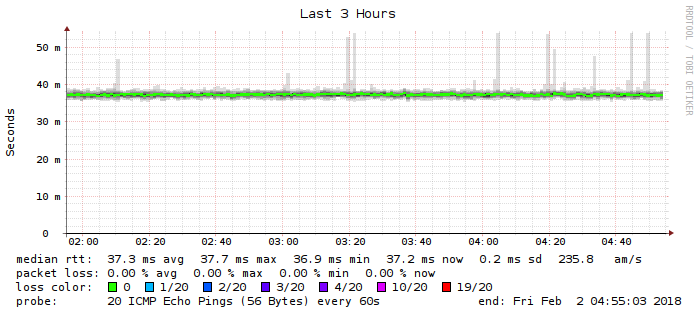 Last 3 Hours
RRDTOOL / TOBI OETIKER
Seconds
50 m
40 m
30 m
20 m
10 m
0
02:00 02:20 02:40 03:00 03:20 03:40 04:00 04:20 04:40
median rtt: 37.3 ms avg 37.7 ms max 36.9 ms min 37.2 ms now 0.2 ms sd 235.8 am/s
packet loss: 0.00 % avg 0.00 % max 0.00 % min 0.00 % now
loss color: 0 1/20 2/20 3/20 4/20 10/20 19/20
probe: 20 ICMP Echo Pings (56 Bytes) every 60s end: Fri Feb 2 04:55:03 2018